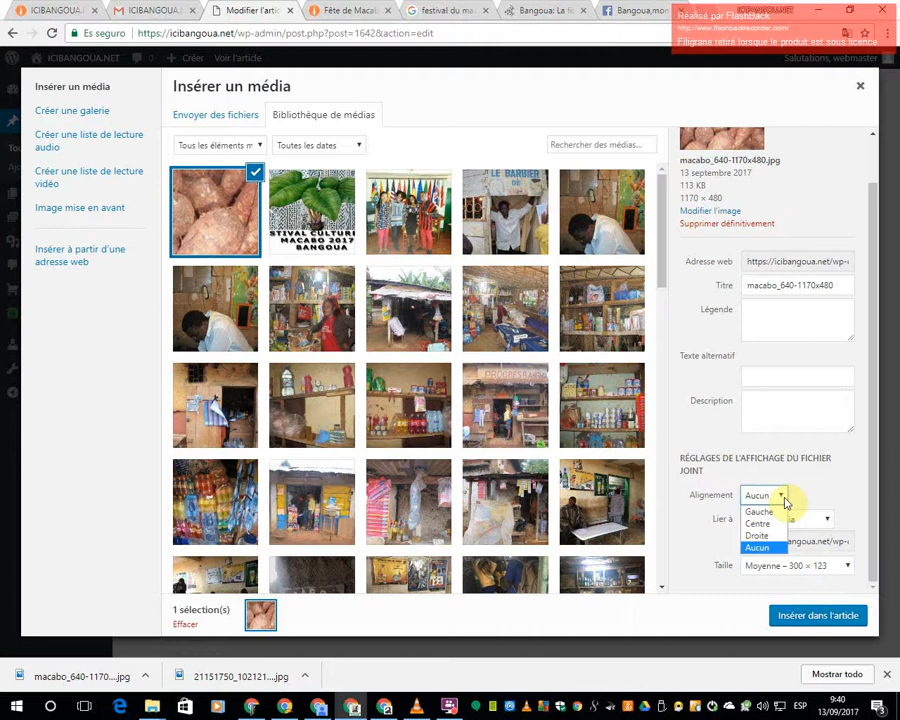 ICIBANGOUA.N
ICIBANGOUA.N
Modifier l'artic
Fête de Macab
festival du ma
Bangoua: La fê
Bangoua,mon
Réalisé par FlashBack
http://www.flashbackrecorder.com/
Filigrane retiré lorsque le produit est sous licence
Es seguro
https://icibangoua.net/wp-admin/post.php?post=1642&action=edit
ICIBANGOUA.NET
0
Créer
Voir l'article
Salutations, webmaster
Insérer un média
Créer une galerie
Créer une liste de lecture
audio
Créer une liste de lecture
vidéo
Image mise en avant
Insérer à partir d'une
adresse web
Insérer un média
Envoyer des fichiers
Bibliothèque de médias
Tous les éléments m
Toutes les dates
Rechercher des médias...
STIVAL CULTURE
MACABO 2017
BANGOUA
LE BARBIER
DE
macabo_640-1170x480.jpg
13 septembre 2017
113 KB
1170 × 480
Modifier l'image
Supprimer définitivement
Adresse web
https://icibangoua.net/wp-c
Titre
macabo_640-1170x480
Légende
Texte alternatif
Description
RÉGLAGES DE L'AFFICHAGE DU FICHIER
JOINT
Alignement
Aucun
Gauche
Centre
Droite
Aucun
Lier à
ia
bangoua.net/wp-c
Taille
Moyenne – 300 × 123
1 sélection(s)
Effacer
Insérer dans l'article
macabo_640-1170....jpg
21151750_102121....jpg
Mostrar todo
ESP
9:40
13/09/2017